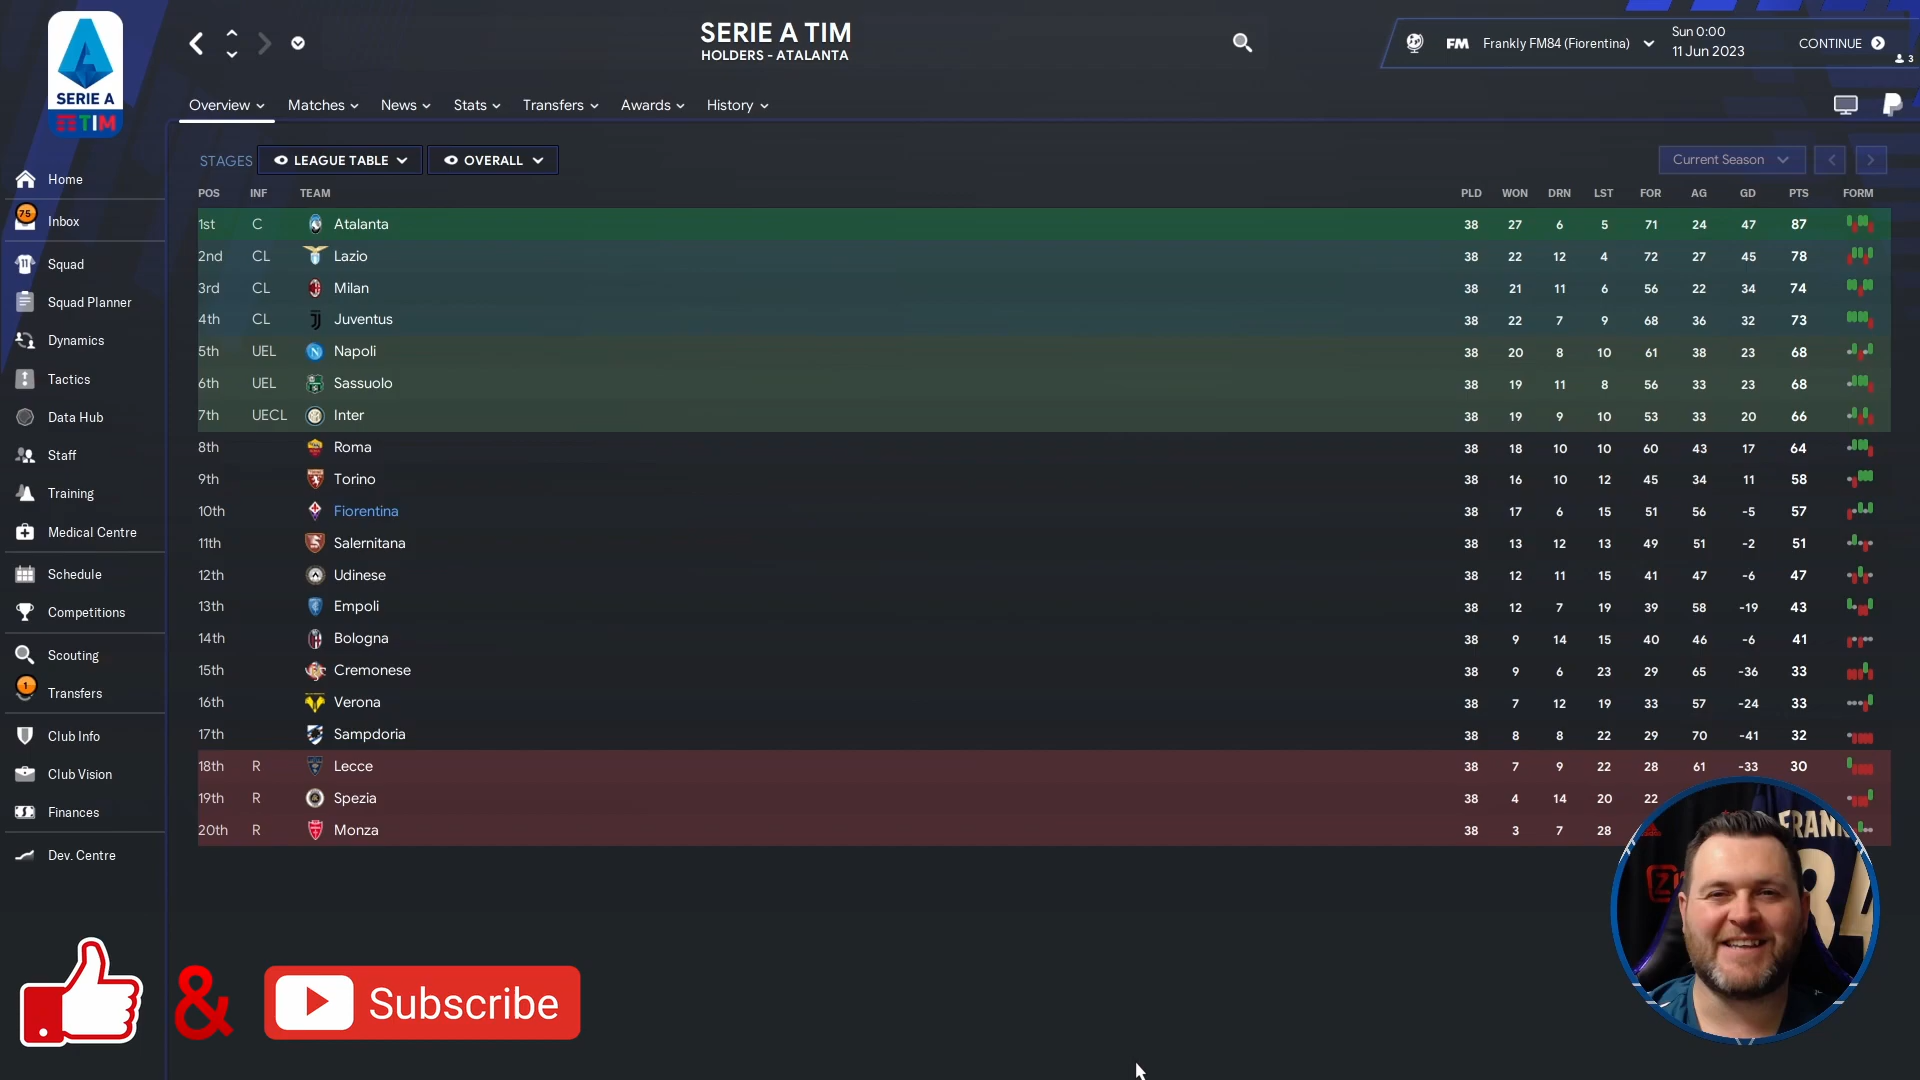 SERIE A TIM
HOLDERS - ATALANTA
FM Frankly FM84 (Fiorentina)
Sun 0:00
11 Jun 2023
CONTINUE
3
SERIE A
TIM
Overview Matches News Stats Transfers Awards History
STAGES LEAGUE TABLE OVERALL Current Season
Home
75
Inbox
11
Squad
Squad Planner
Dynamics
Tactics
Data Hub
Staff
Training
Medical Centre
Schedule
Competitions
Scouting
1
Transfers
Club Info
Club Vision
Finances
Dev. Centre
POS INF TEAM PLD WON DRN LST FOR AG GD PTS FORM
1st C Atalanta 38 27 6 5 71 24 47 87
2nd CL Lazio 38 22 12 4 72 27 45 78
3rd CL Milan 38 21 11 6 56 22 34 74
4th CL Juventus 38 22 7 9 68 36 32 73
5th UEL Napoli 38 20 8 10 61 38 23 68
6th UEL Sassuolo 38 19 11 8 56 33 23 68
7th UECL Inter 38 19 9 10 53 33 20 66
8th Roma 38 18 10 10 60 43 17 64
9th Torino 38 16 10 12 45 34 11 58
10th Fiorentina 38 17 6 15 51 56 -5 57
11th Salernitana 38 13 12 13 49 51 -2 51
12th Udinese 38 12 11 15 41 47 -6 47
13th Empoli 38 12 7 19 39 58 -19 43
14th Bologna 38 9 14 15 40 46 -6 41
15th Cremonese 38 9 6 23 29 65 -36 33
16th Verona 38 7 12 19 33 57 -24 33
17th Sampdoria 38 8 8 22 29 70 -41 32
18th R Lecce 38 7 9 22 28 61 -33 30
19th R Spezia 38 4 14 20 22
20th R Monza 38 3 7 28
FRANK
& Subscribe